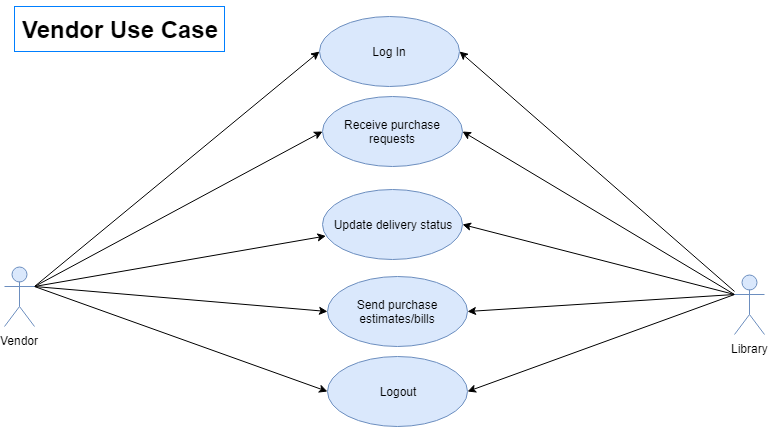 Vendor Use Case
Log In
Receive purchase
requests
Update delivery status
Send purchase
estimates/bills
Vendor
Library
Logout